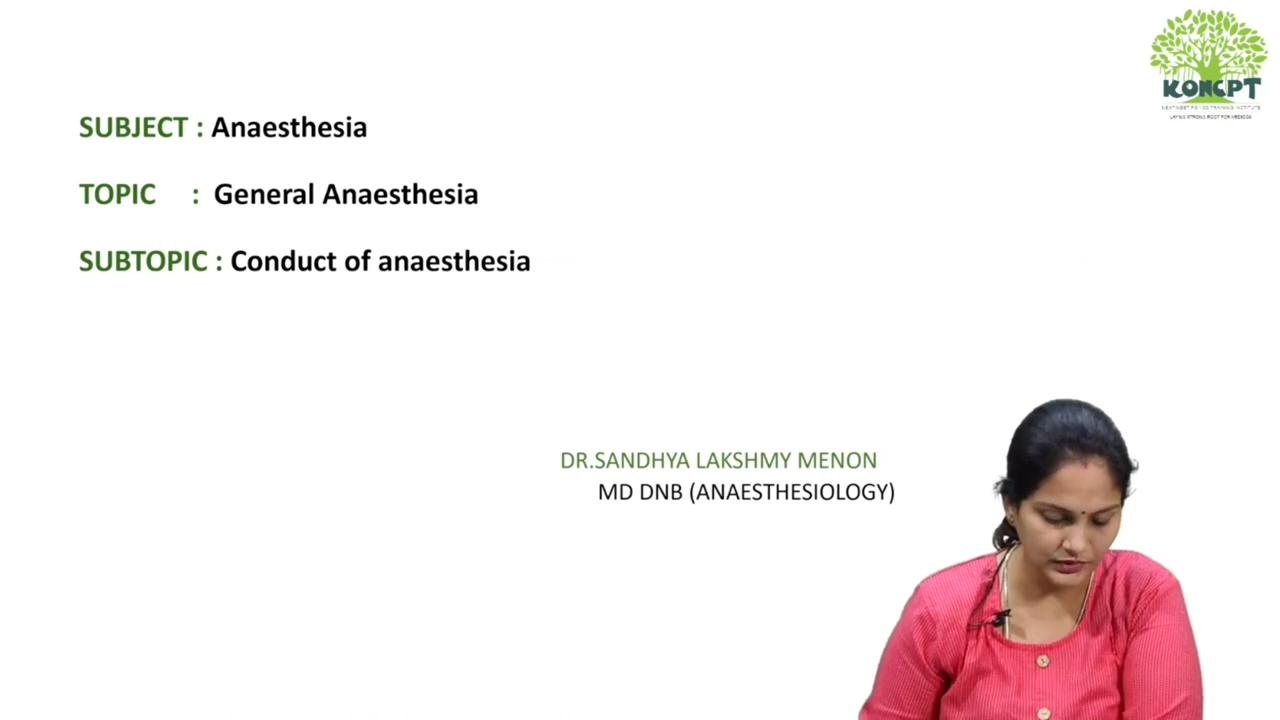 KONCPT
SUBJECT : Anaesthesia
TOPIC : General Anaesthesia
SUBTOPIC : Conduct of anaesthesia
DR.SANDHYA LAKSHMY MENON
MD DNB (ANAESTHESIOLOGY)